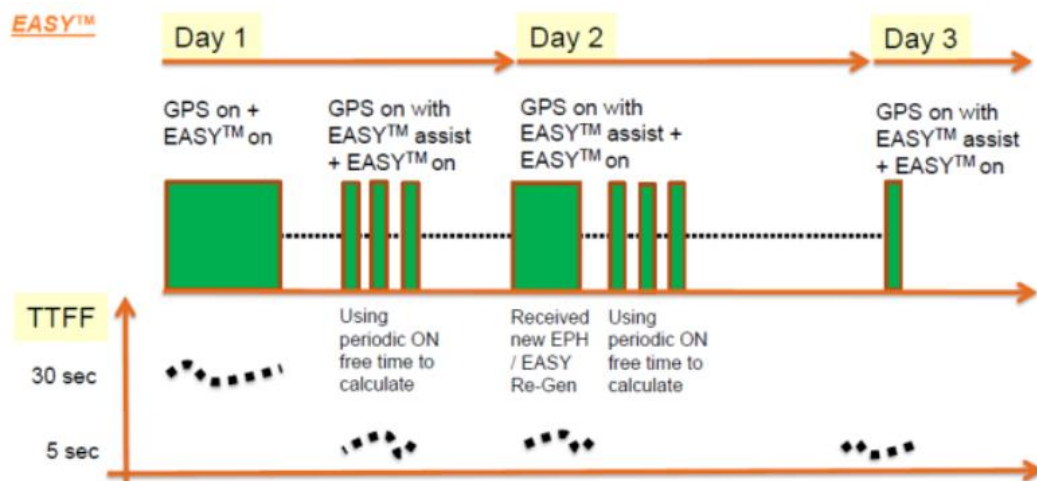 EASY™
Day 1
Day 2
Day 3
GPS on +
EASY™ on
GPS on with
EASY™ assist
+ EASY™ on
GPS on with
EASY™ assist +
EASY™ on
GPS on with
EASY™ assist
+ EASY™ on
TTFF
30 sec
5 sec
Using
periodic ON
free time to
calculate
Received
new EPH
/ EASY
Re-Gen
Using
periodic ON
free time to
calculate